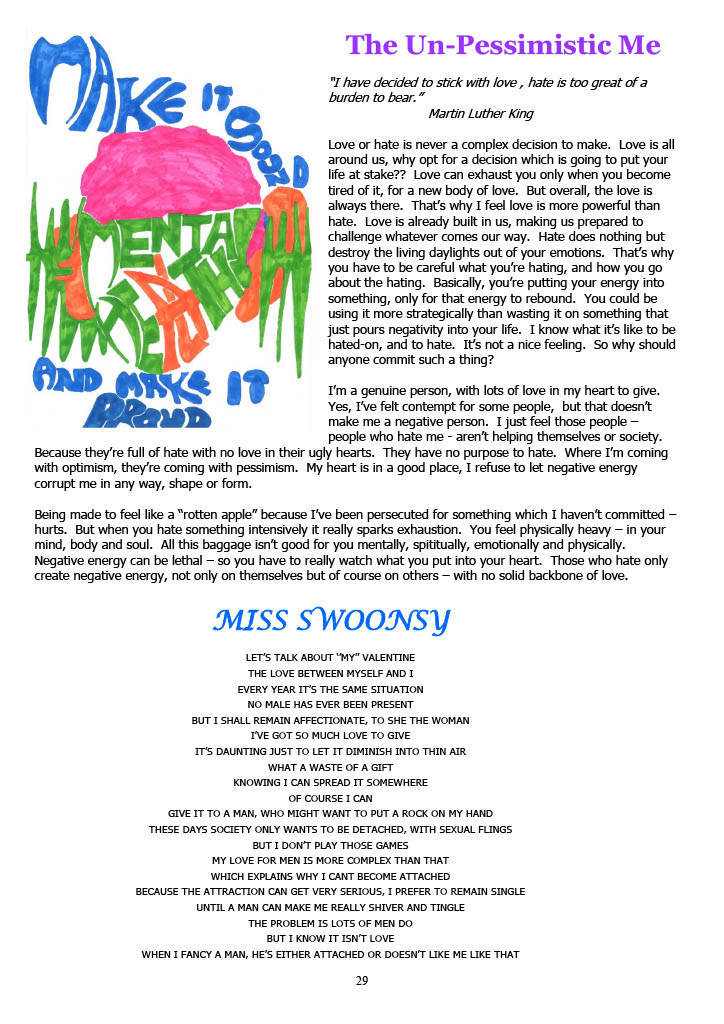 MAKE IT
SOUND
MENTAL
AND MAKE IT
PROUD
The Un-Pessimistic Me
"I have decided to stick with love , hate is too great of a
burden to bear."
Martin Luther King
Love or hate is never a complex decision to make. Love is all
around us, why opt for a decision which is going to put your
life at stake?? Love can exhaust you only when you become
tired of it, for a new body of love. But overall, the love is
always there. That's why I feel love is more powerful than
hate. Love is already built in us, making us prepared to
challenge whatever comes our way. Hate does nothing but
destroy the living daylights out of your emotions. That's why
you have to be careful what you're hating, and how you go
about the hating. Basically, you're putting your energy into
something, only for that energy to rebound. You could be
using it more strategically than wasting it on something that
just pours negativity into your life. I know what it's like to be
hated-on, and to hate. It's not a nice feeling. So why should
anyone commit such a thing?
I'm a genuine person, with lots of love in my heart to give.
Yes, I've felt contempt for some people, but that doesn't
make me a negative person. I just feel those people –
people who hate me - aren't helping themselves or society.
Because they're full of hate with no love in their ugly hearts. They have no purpose to hate. Where I'm coming
with optimism, they're coming with pessimism. My heart is in a good place, I refuse to let negative energy
corrupt me in any way, shape or form.
Being made to feel like a "rotten apple" because I've been persecuted for something which I haven't committed –
hurts. But when you hate something intensively it really sparks exhaustion. You feel physically heavy – in your
mind, body and soul. All this baggage isn't good for you mentally, spititually, emotionally and physically.
Negative energy can be lethal – so you have to really watch what you put into your heart. Those who hate only
create negative energy, not only on themselves but of course on others – with no solid backbone of love.
MISS SWOONSY
LET'S TALK ABOUT "MY" VALENTINE
THE LOVE BETWEEN MYSELF AND I
EVERY YEAR IT'S THE SAME SITUATION
NO MALE HAS EVER BEEN PRESENT
BUT I SHALL REMAIN AFFECTIONATE, TO SHE THE WOMAN
I'VE GOT SO MUCH LOVE TO GIVE
IT'S DAUNTING JUST TO LET IT DIMINISH INTO THIN AIR
WHAT A WASTE OF A GIFT
KNOWING I CAN SPREAD IT SOMEWHERE
OF COURSE I CAN
GIVE IT TO A MAN, WHO MIGHT WANT TO PUT A ROCK ON MY HAND
THESE DAYS SOCIETY ONLY WANTS TO BE DETACHED, WITH SEXUAL FLINGS
BUT I DON'T PLAY THOSE GAMES
MY LOVE FOR MEN IS MORE COMPLEX THAN THAT
WHICH EXPLAINS WHY I CANT BECOME ATTACHED
BECAUSE THE ATTRACTION CAN GET VERY SERIOUS, I PREFER TO REMAIN SINGLE
UNTIL A MAN CAN MAKE ME REALLY SHIVER AND TINGLE
THE PROBLEM IS LOTS OF MEN DO
BUT I KNOW IT ISN'T LOVE
WHEN I FANCY A MAN, HE'S EITHER ATTACHED OR DOESN'T LIKE ME LIKE THAT
29